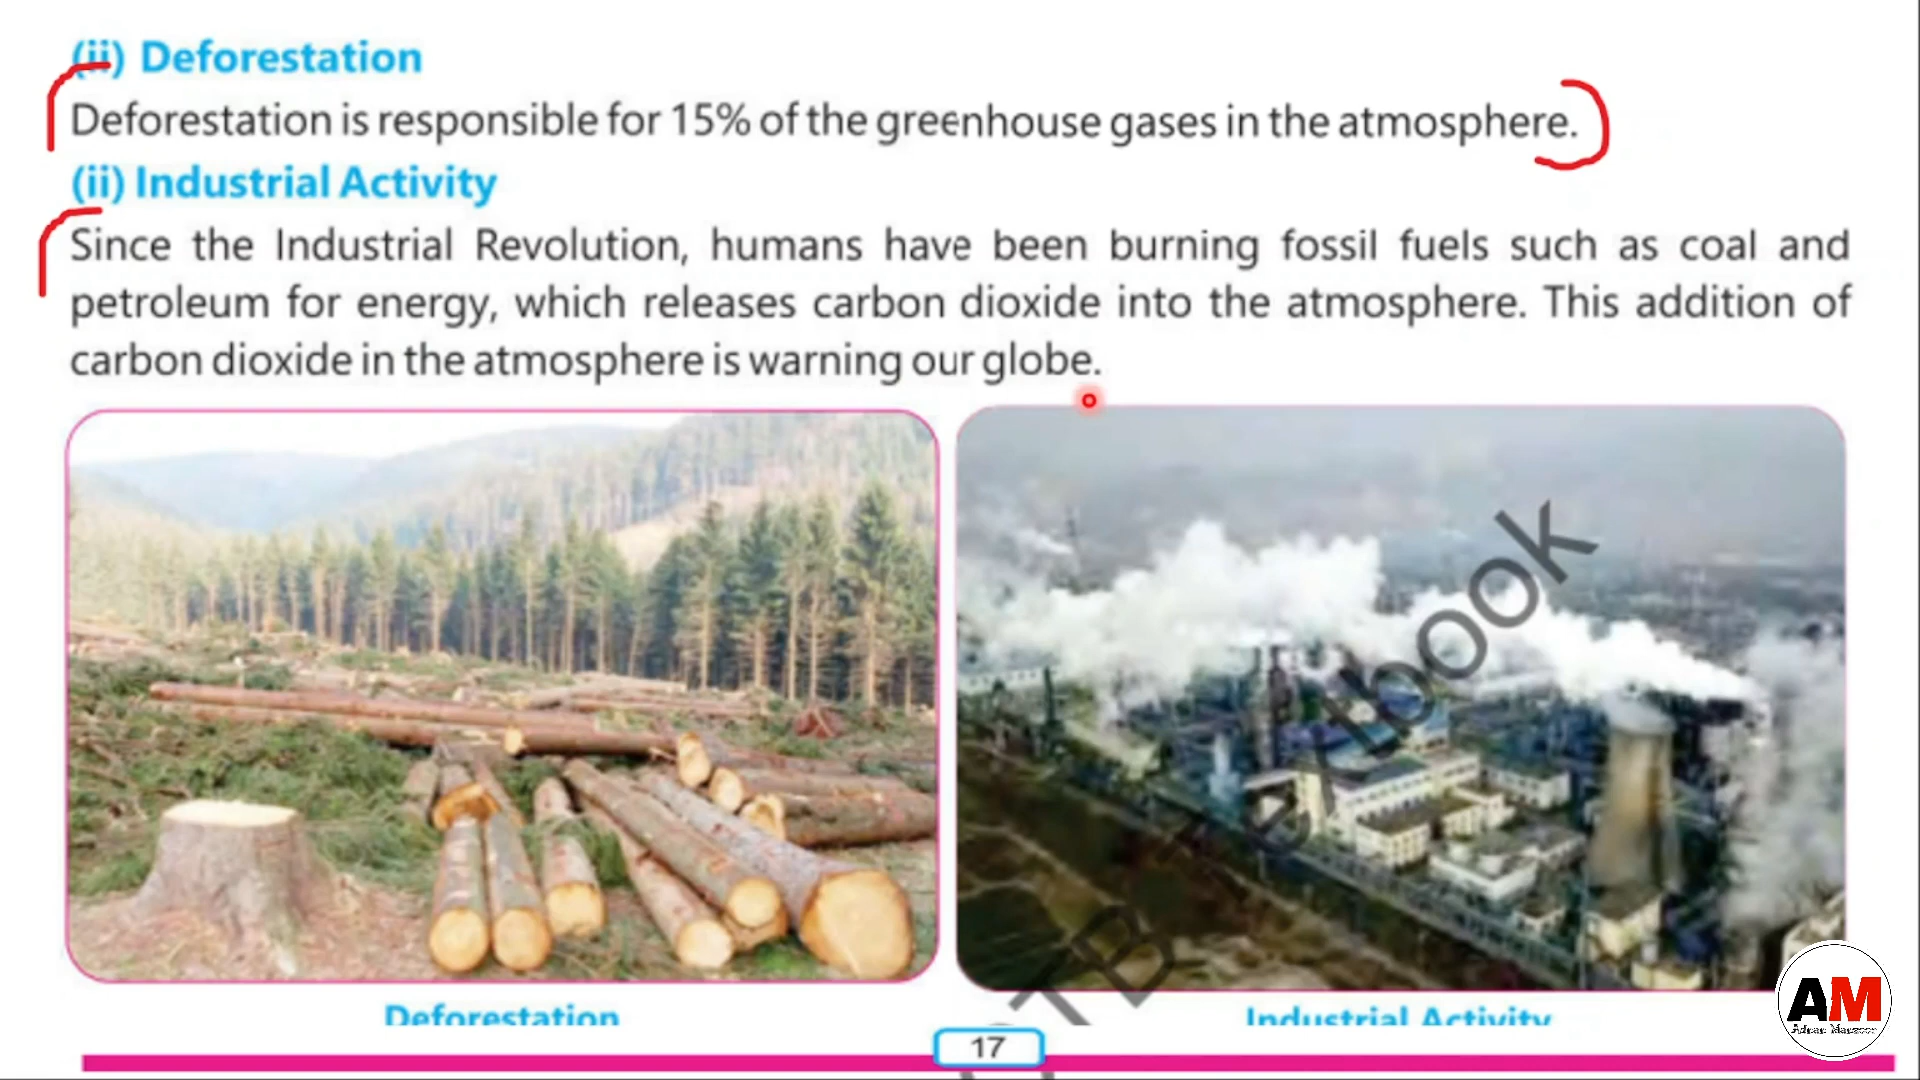 (ii) Deforestation
Deforestation is responsible for 15% of the greenhouse gases in the atmosphere.
(ii) Industrial Activity
Since the Industrial Revolution, humans have been burning fossil fuels such as coal and
petroleum for energy, which releases carbon dioxide into the atmosphere. This addition of
carbon dioxide in the atmosphere is warning our globe.
Deforestation
Industrial Activity
17
AM
Adnan Mansoor